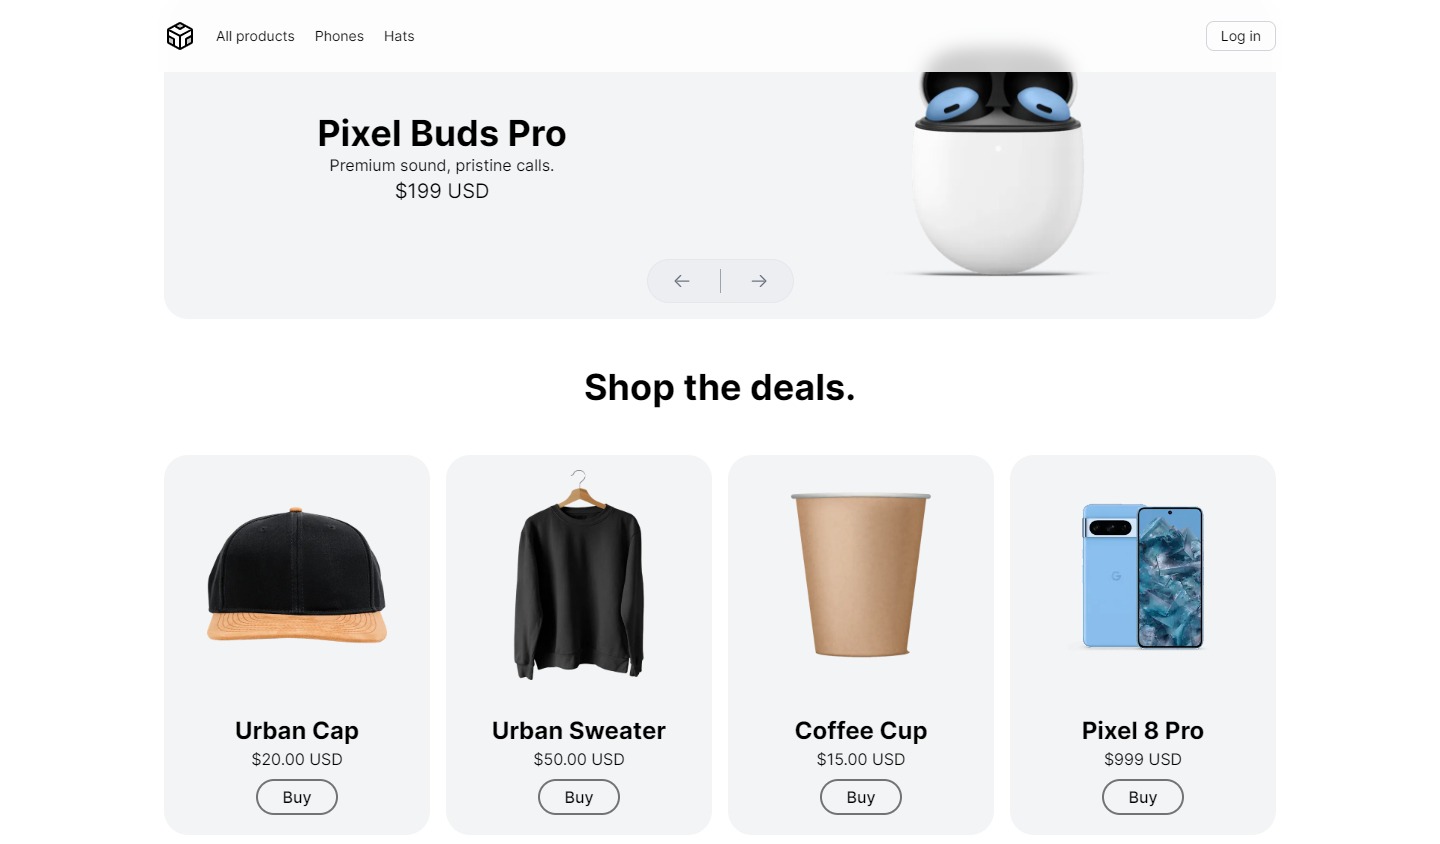 All products Phones Hats Log in
Pixel Buds Pro
Premium sound, pristine calls.
$199 USD
Shop the deals.
Urban Cap
$20.00 USD
Buy
Urban Sweater
$50.00 USD
Buy
Coffee Cup
$15.00 USD
Buy
Pixel 8 Pro
$999 USD
Buy